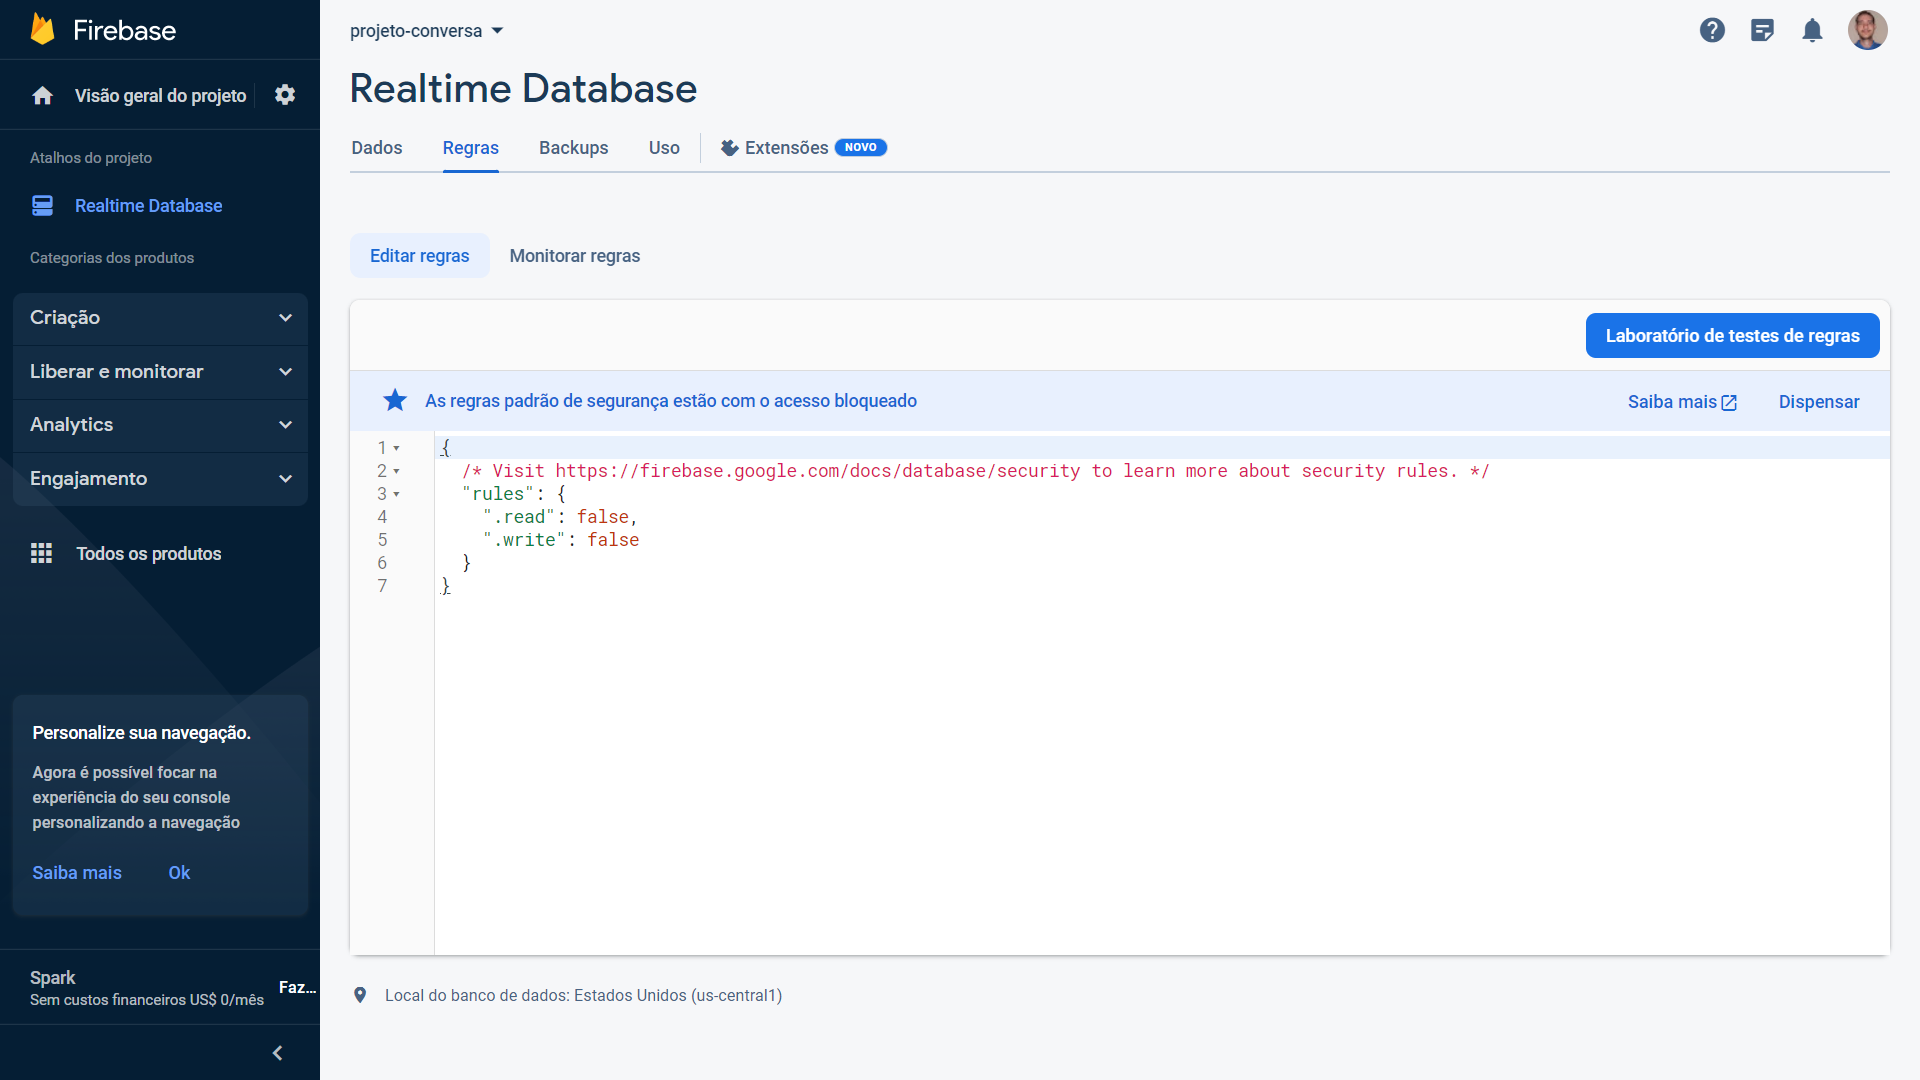 Firebase
projeto-conversa
Visão geral do projeto
Realtime Database
Dados
Regras
Backups
Uso
Extensões
NOVO
Atalhos do projeto
Realtime Database
Categorias dos produtos
Criação
Liberar e monitorar
Analytics
Engajamento
Todos os produtos
Personalize sua navegação.
Agora é possível focar na
experiência do seu console
personalizando a navegação
Saiba mais
Ok
Spark
Sem custos financeiros US$ 0/mês
Faz...
Editar regras
Monitorar regras
Laboratório de testes de regras
As regras padrão de segurança estão com o acesso bloqueado
Saiba mais
Dispensar
1 {
2 /* Visit https://firebase.google.com/docs/database/security to learn more about security rules. */
3 "rules": {
4 ".read": false,
5 ".write": false
6 }
7 }
Local do banco de dados: Estados Unidos (us-central1)